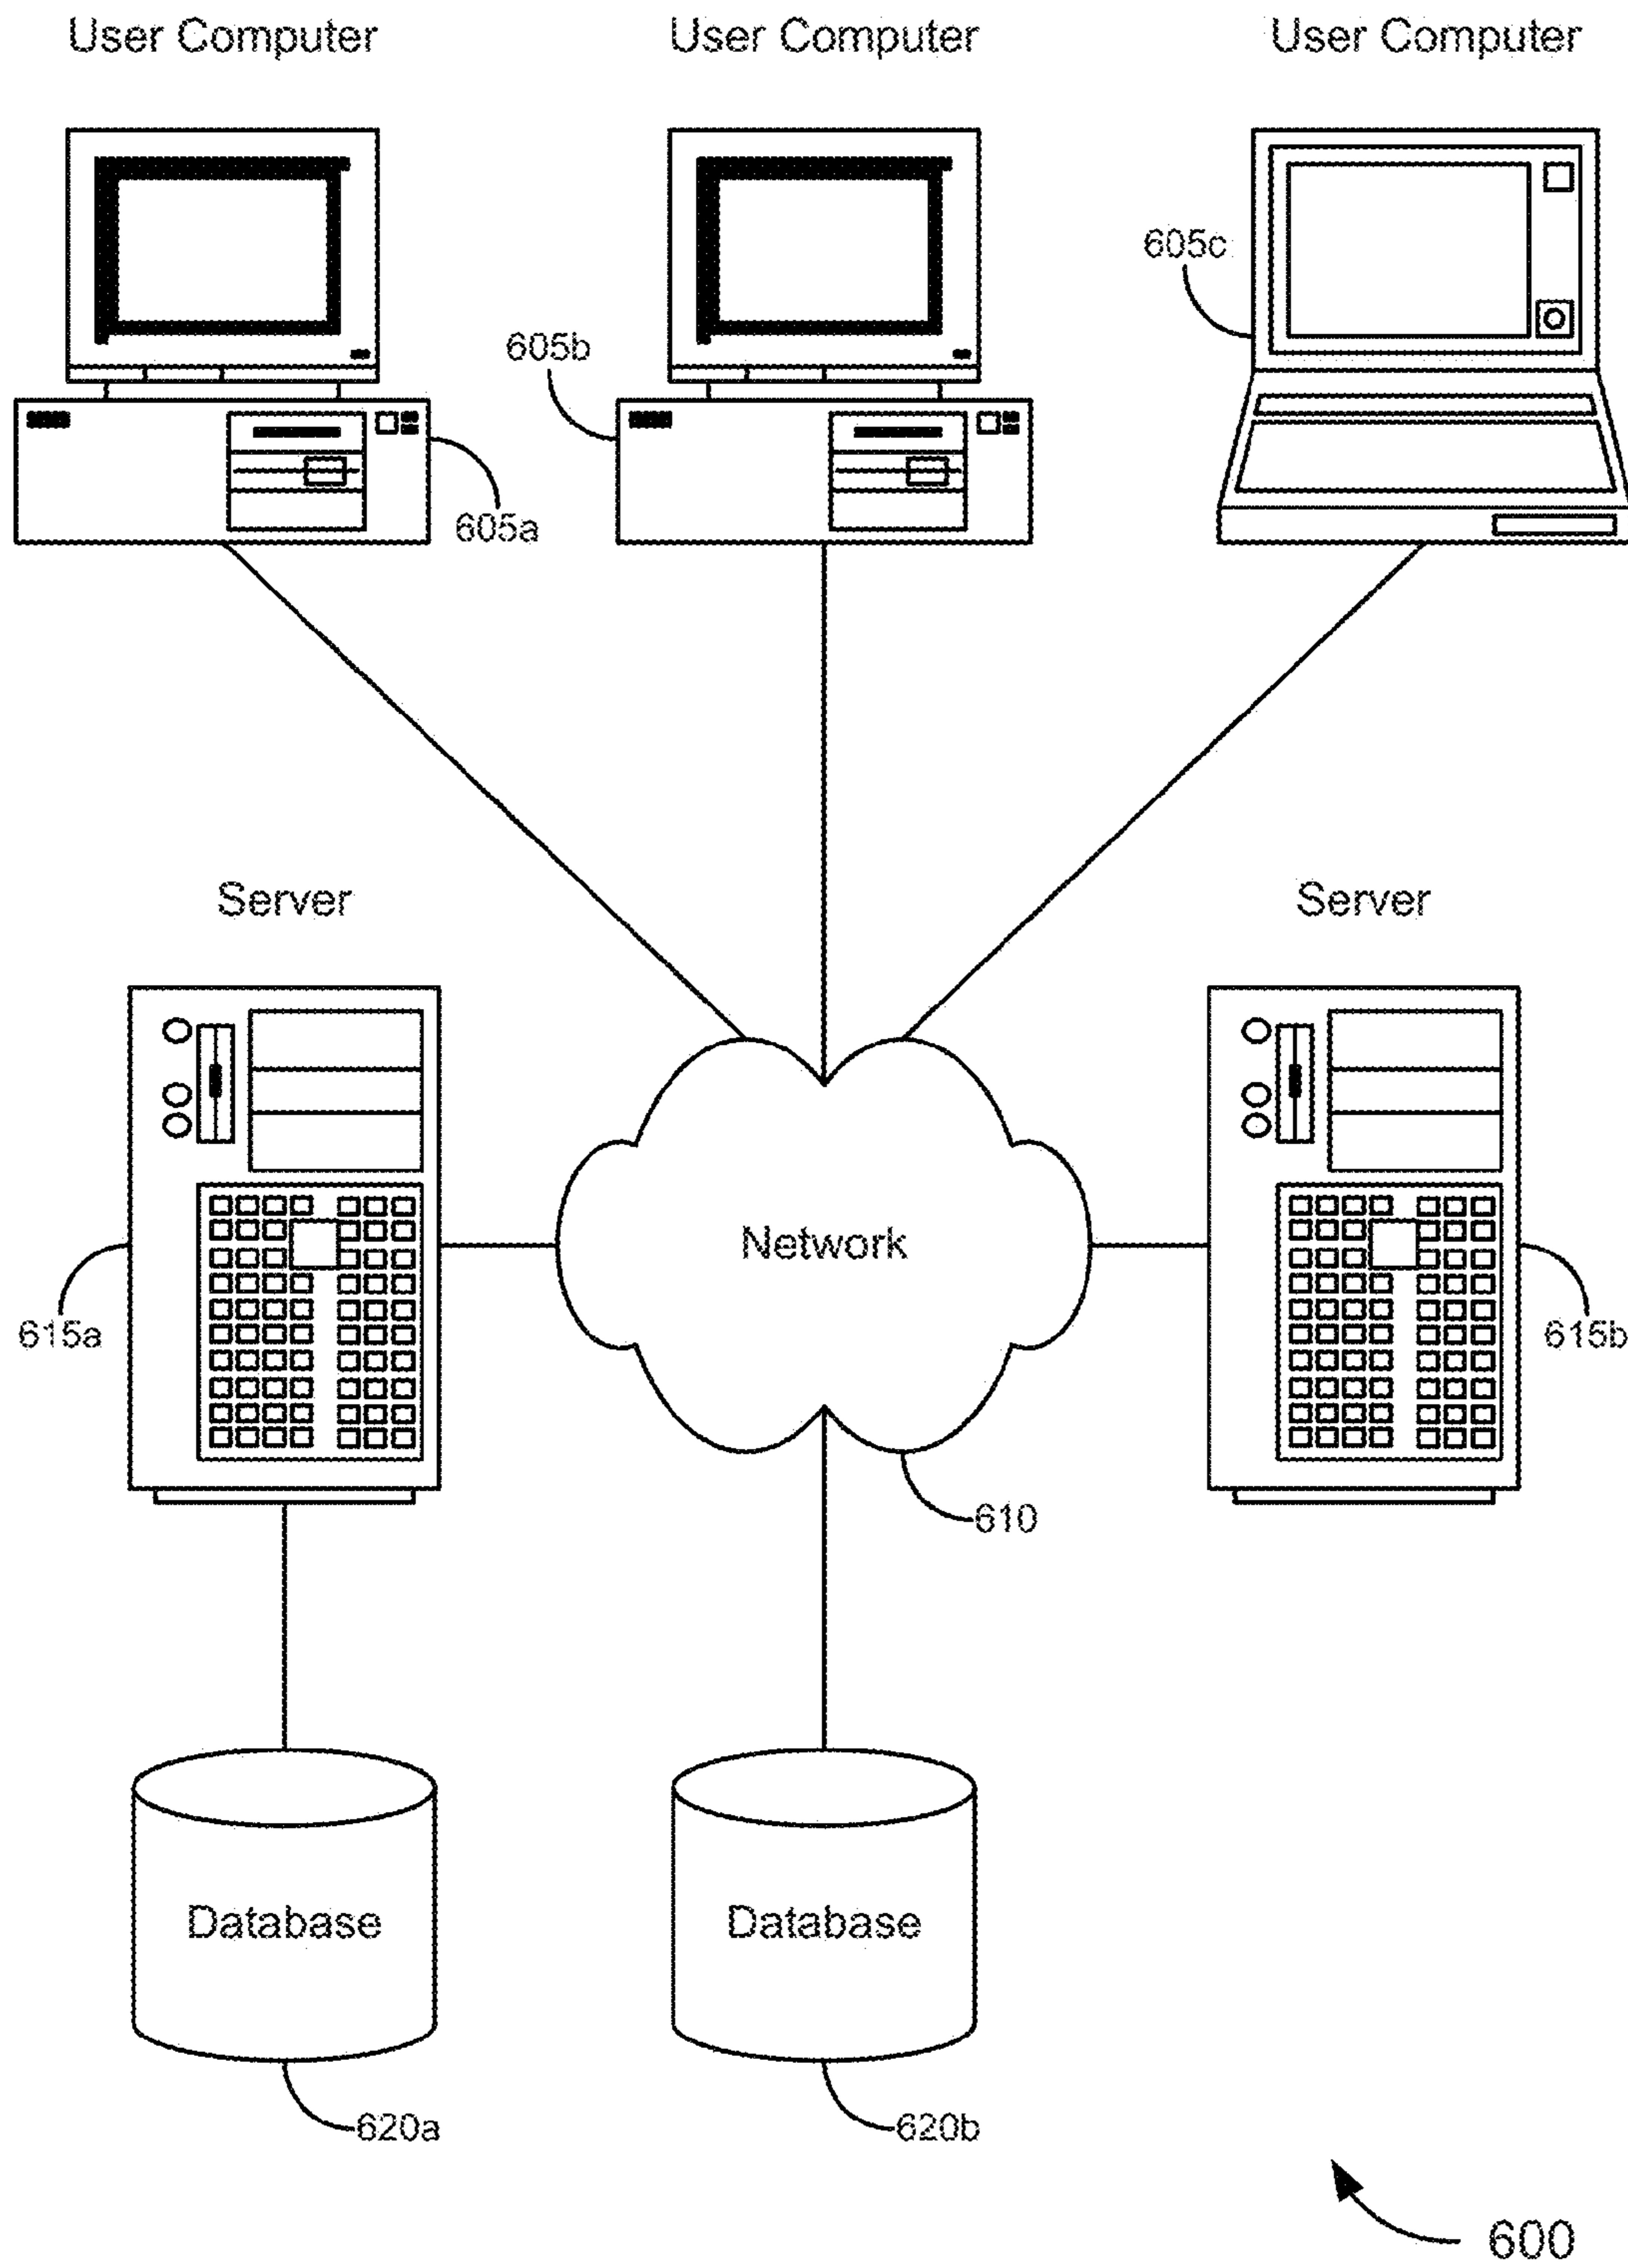 User Computer
User Computer
User Computer
605c
605b
605a
Server
Server
Network
615a
615b
610
Database
Database
620a
620b
600